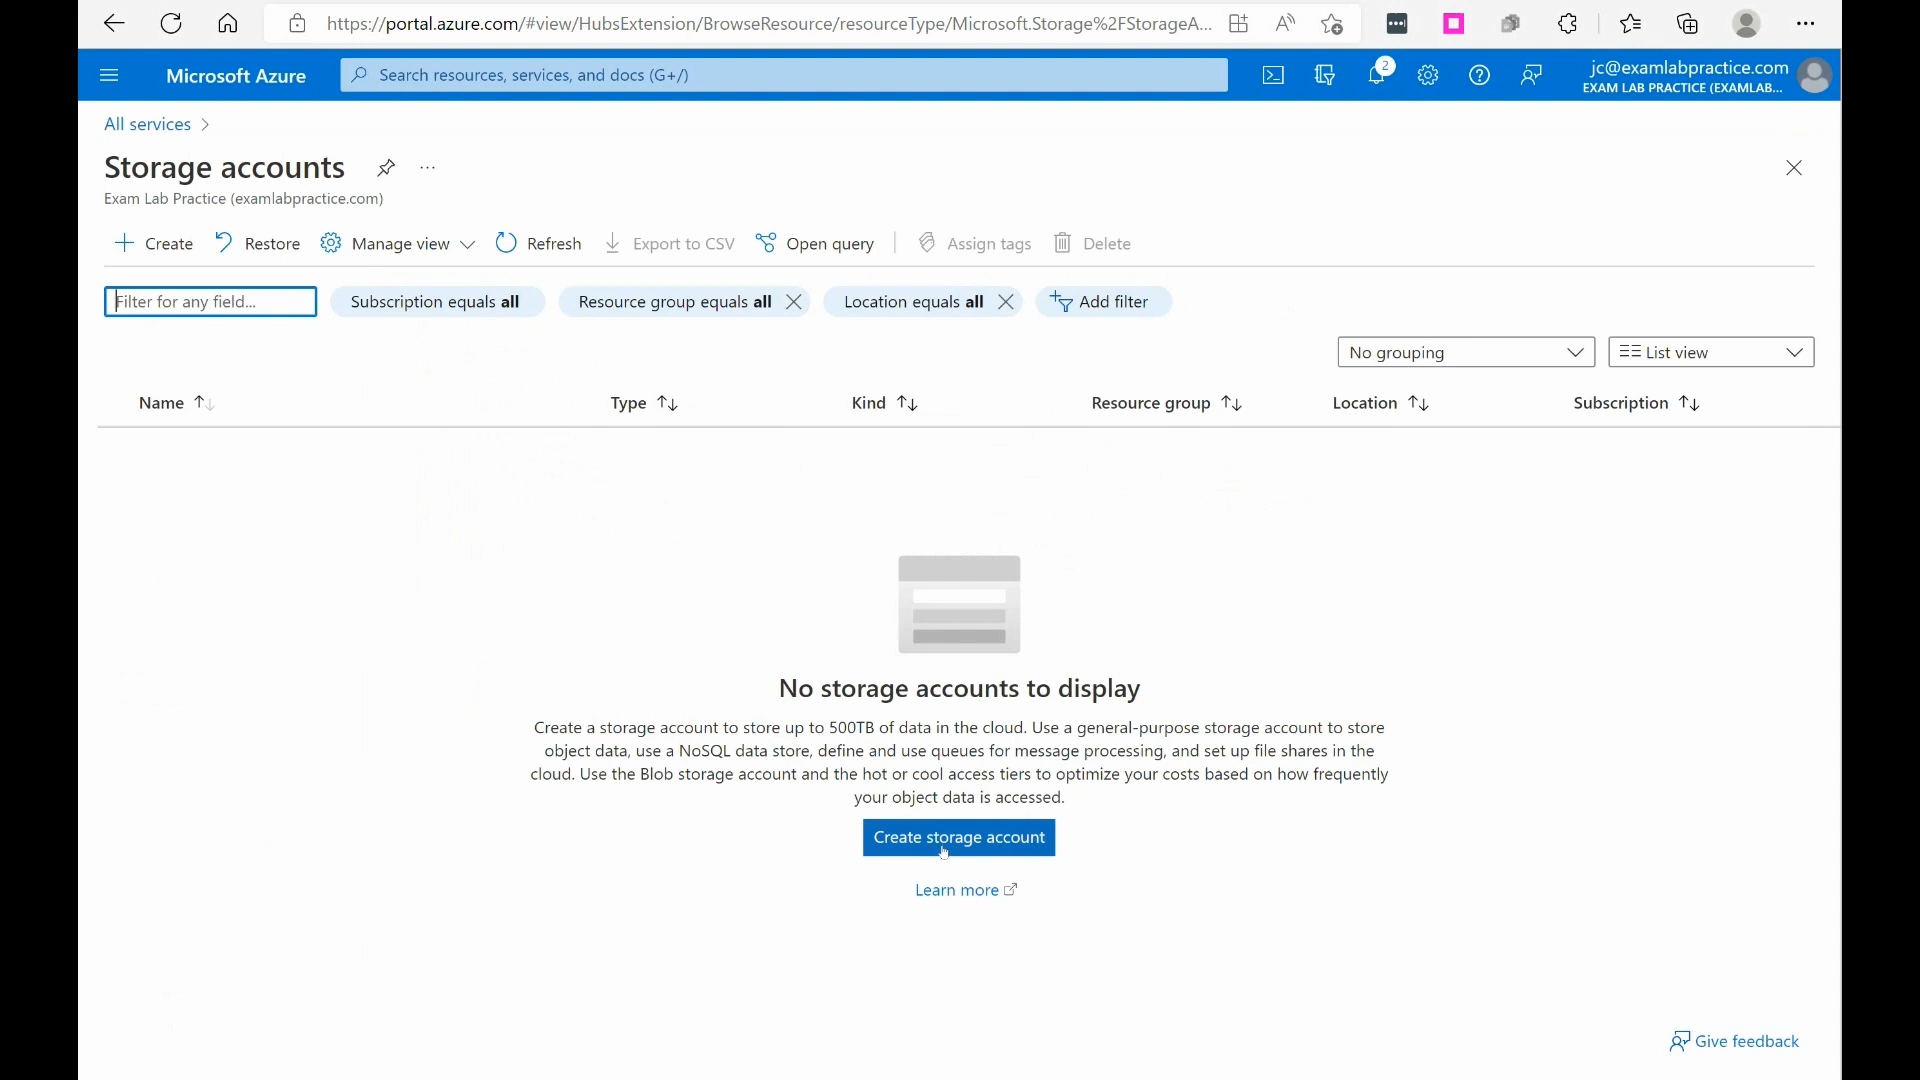 https://portal.azure.com/#view/HubsExtension/BrowseResource/resourceType/Microsoft.Storage%2FStorageA...
Microsoft Azure
Search resources, services, and docs (G+/)
2
jc@examlabpractice.com
EXAM LAB PRACTICE (EXAMLAB...
All services >
Storage accounts
...
Exam Lab Practice (examlabpractice.com)
Create Restore Manage view Refresh Export to CSV Open query Assign tags Delete
Filter for any field... Subscription equals all Resource group equals all Location equals all Add filter
No grouping List view
Name Type Kind Resource group Location Subscription
No storage accounts to display
Create a storage account to store up to 500TB of data in the cloud. Use a general-purpose storage account to store
object data, use a NoSQL data store, define and use queues for message processing, and set up file shares in the
cloud. Use the Blob storage account and the hot or cool access tiers to optimize your costs based on how frequently
your object data is accessed.
Create storage account
Learn more
Give feedback